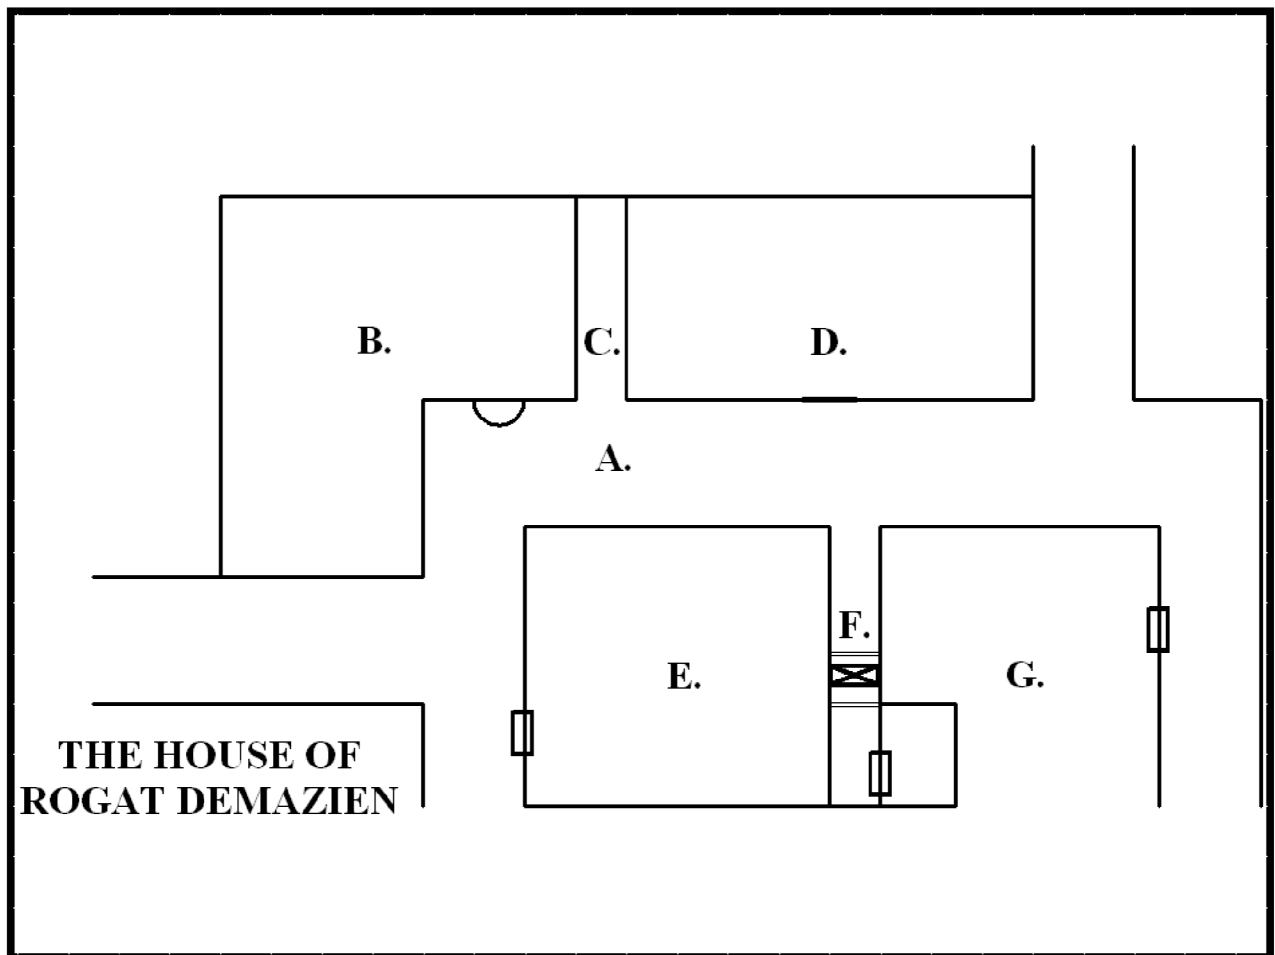 B.
C.
D.
A.
F.
E.
G.
THE HOUSE OF
ROGAT DEMAZIEN